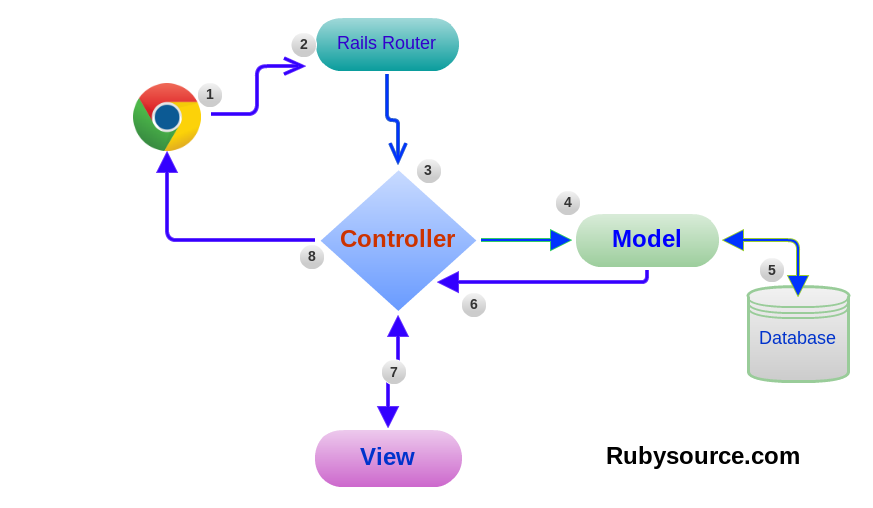 2
Rails Router
1
3
4
Controller
Model
8
5
6
Database
7
View
Rubysource.com